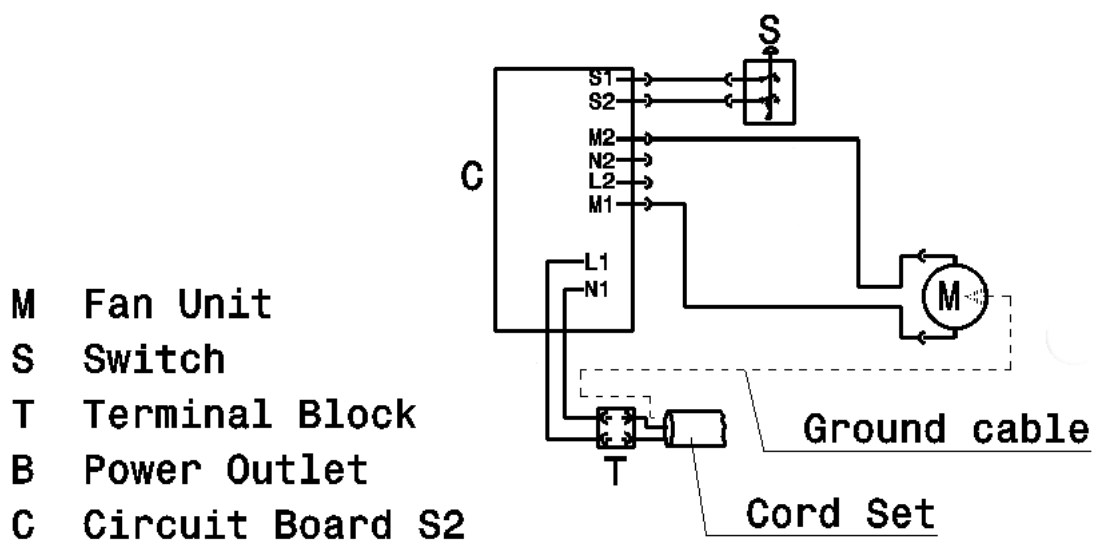 S
S1
S2
M2
N2
L2
M1
C
L1
N1
M
M Fan Unit
S Switch
T Terminal Block
B Power Outlet
C Circuit Board S2
T
Ground cable
Cord Set